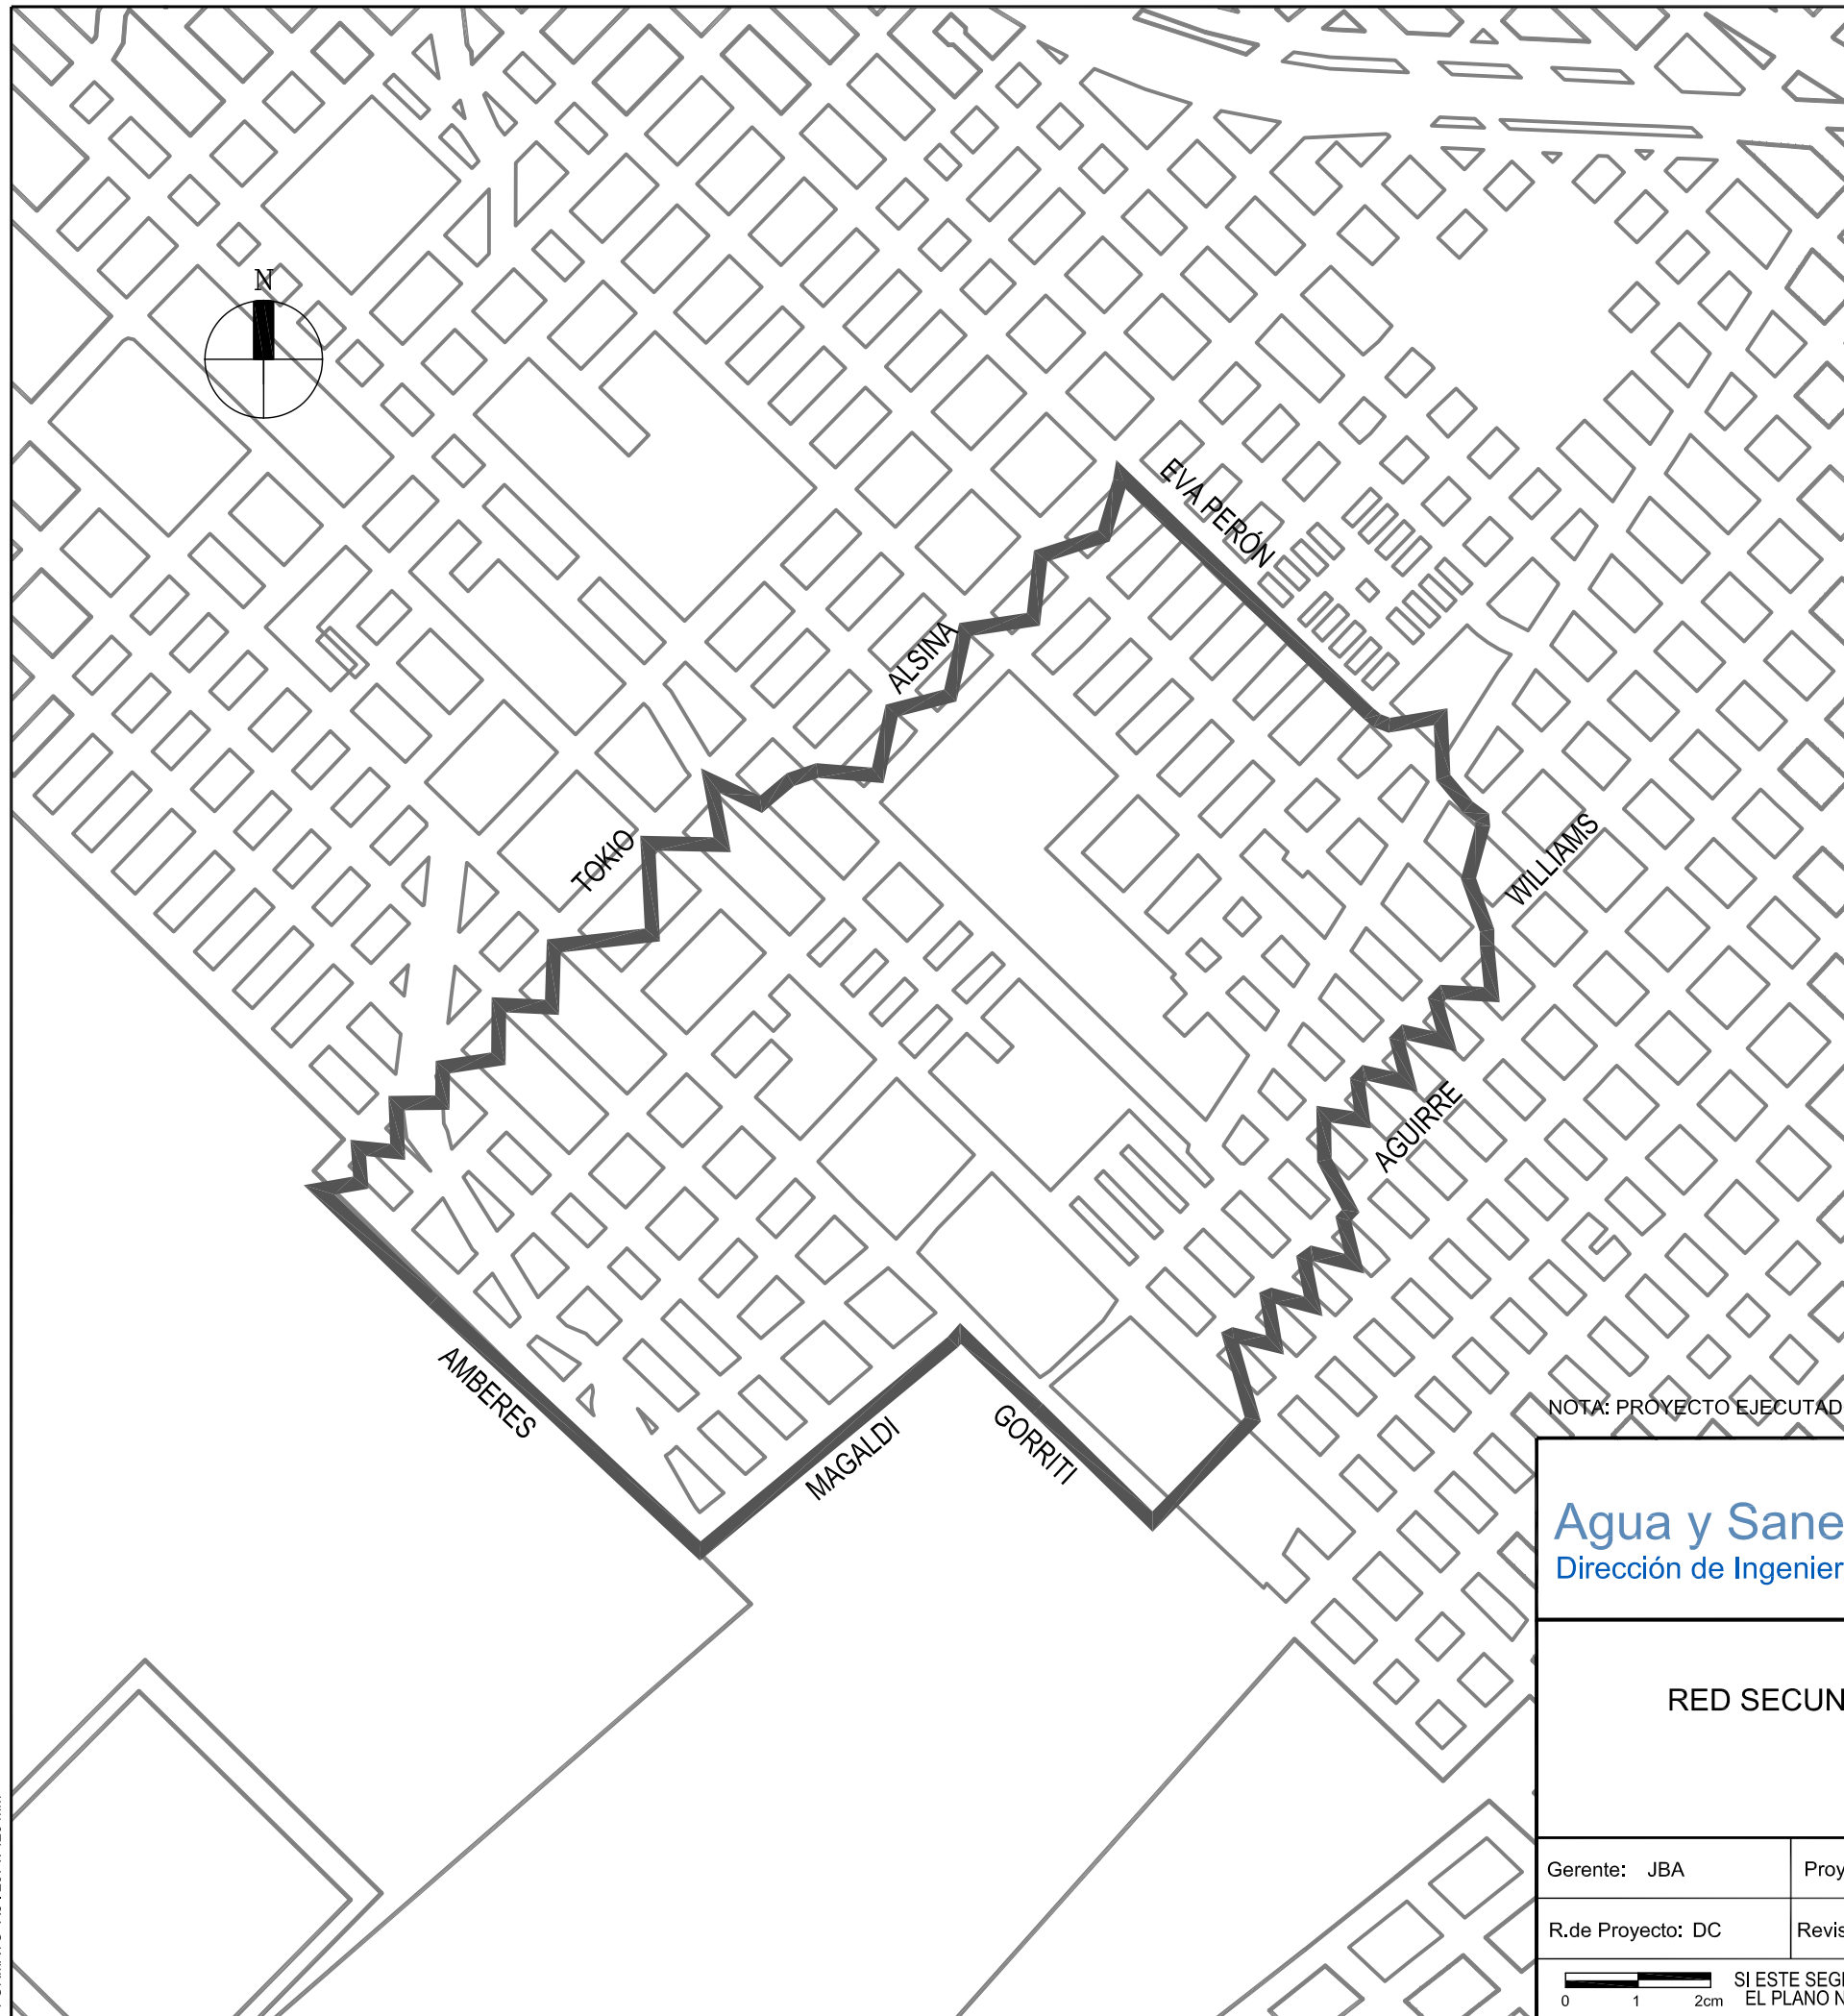 N
EVA PERÓN
ALSINA
TOKIO
WILLIAMS
AGUIRRE
AMBERES
MAGALDI
GORRITI
NOTA: PROYECTO EJECUTAD
Agua y Sane
Dirección de Ingenier
RED SECUN
Gerente: JBA
Proy
R.de Proyecto: DC
Revis
SI ESTE SEG
EL PLANO N
0 1 2cm